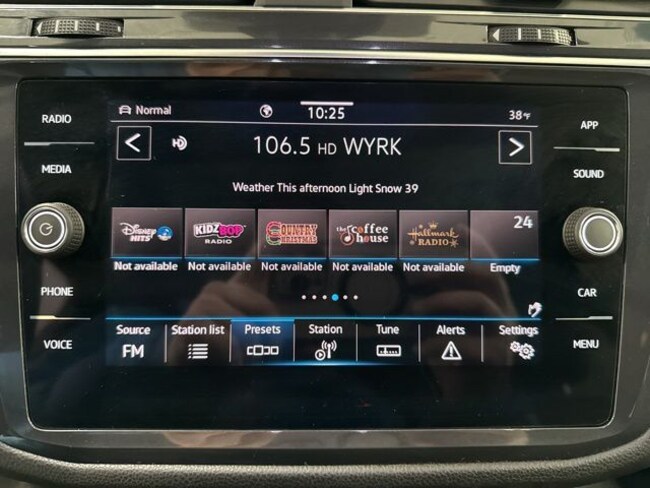 RADIO
MEDIA
PHONE
VOICE
Normal
10:25
38°F
< HD 106.5 HD WYRK >
Weather This afternoon Light Snow 39
Disney HITS KIDZ BOP RADIO COUNTRY CHRISTMAS the coffee house Hallmark RADIO 24
Not available Not available Not available Not available Not available Empty
Source Station list Presets Station Tune Alerts Settings
FM
APP
SOUND
CAR
MENU